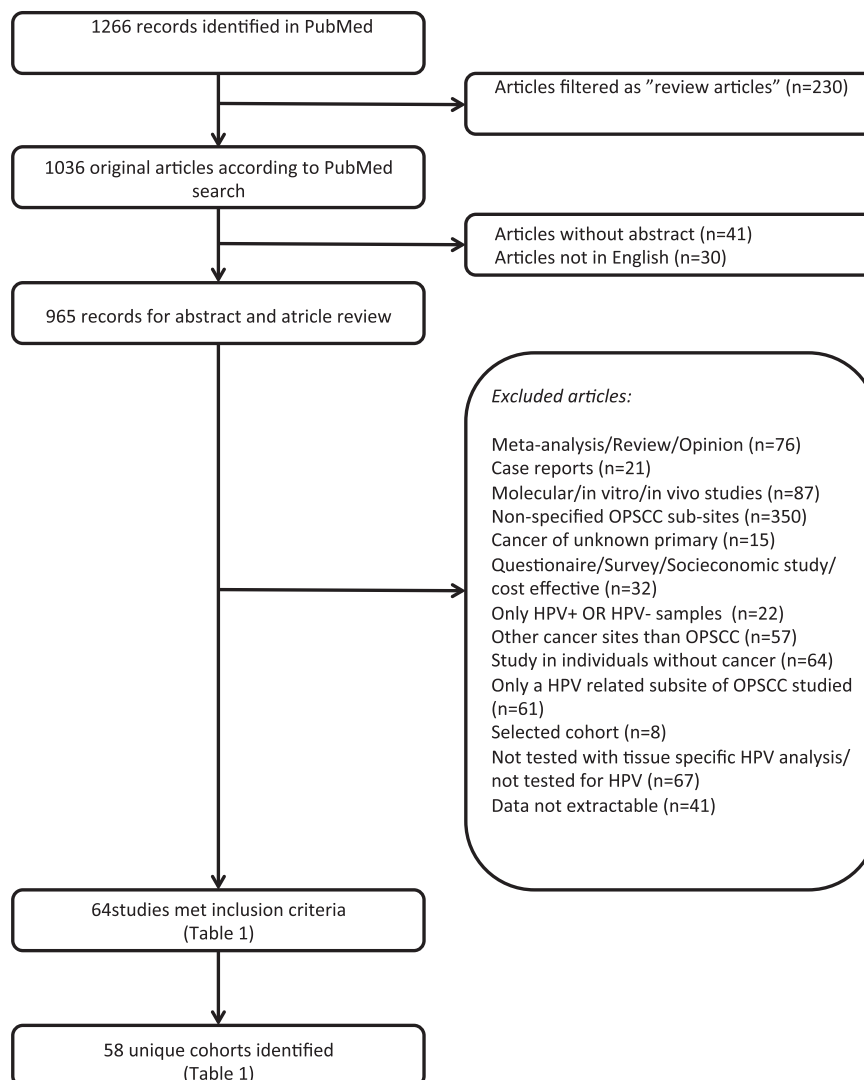 1266 records identified in PubMed
Articles filtered as ”review articles” (n=230)
1036 original articles according to PubMed
search
Articles without abstract (n=41)
Articles not in English (n=30)
965 records for abstract and atricle review
Excluded articles:
Meta-analysis/Review/Opinion (n=76)
Case reports (n=21)
Molecular/in vitro/in vivo studies (n=87)
Non-specified OPSCC sub-sites (n=350)
Cancer of unknown primary (n=15)
Questionaire/Survey/Socieconomic study/
cost effective (n=32)
Only HPV+ OR HPV- samples (n=22)
Other cancer sites than OPSCC (n=57)
Study in individuals without cancer (n=64)
Only a HPV related subsite of OPSCC studied
(n=61)
Selected cohort (n=8)
Not tested with tissue specific HPV analysis/
not tested for HPV (n=67)
Data not extractable (n=41)
64studies met inclusion criteria
(Table 1)
58 unique cohorts identified
(Table 1)